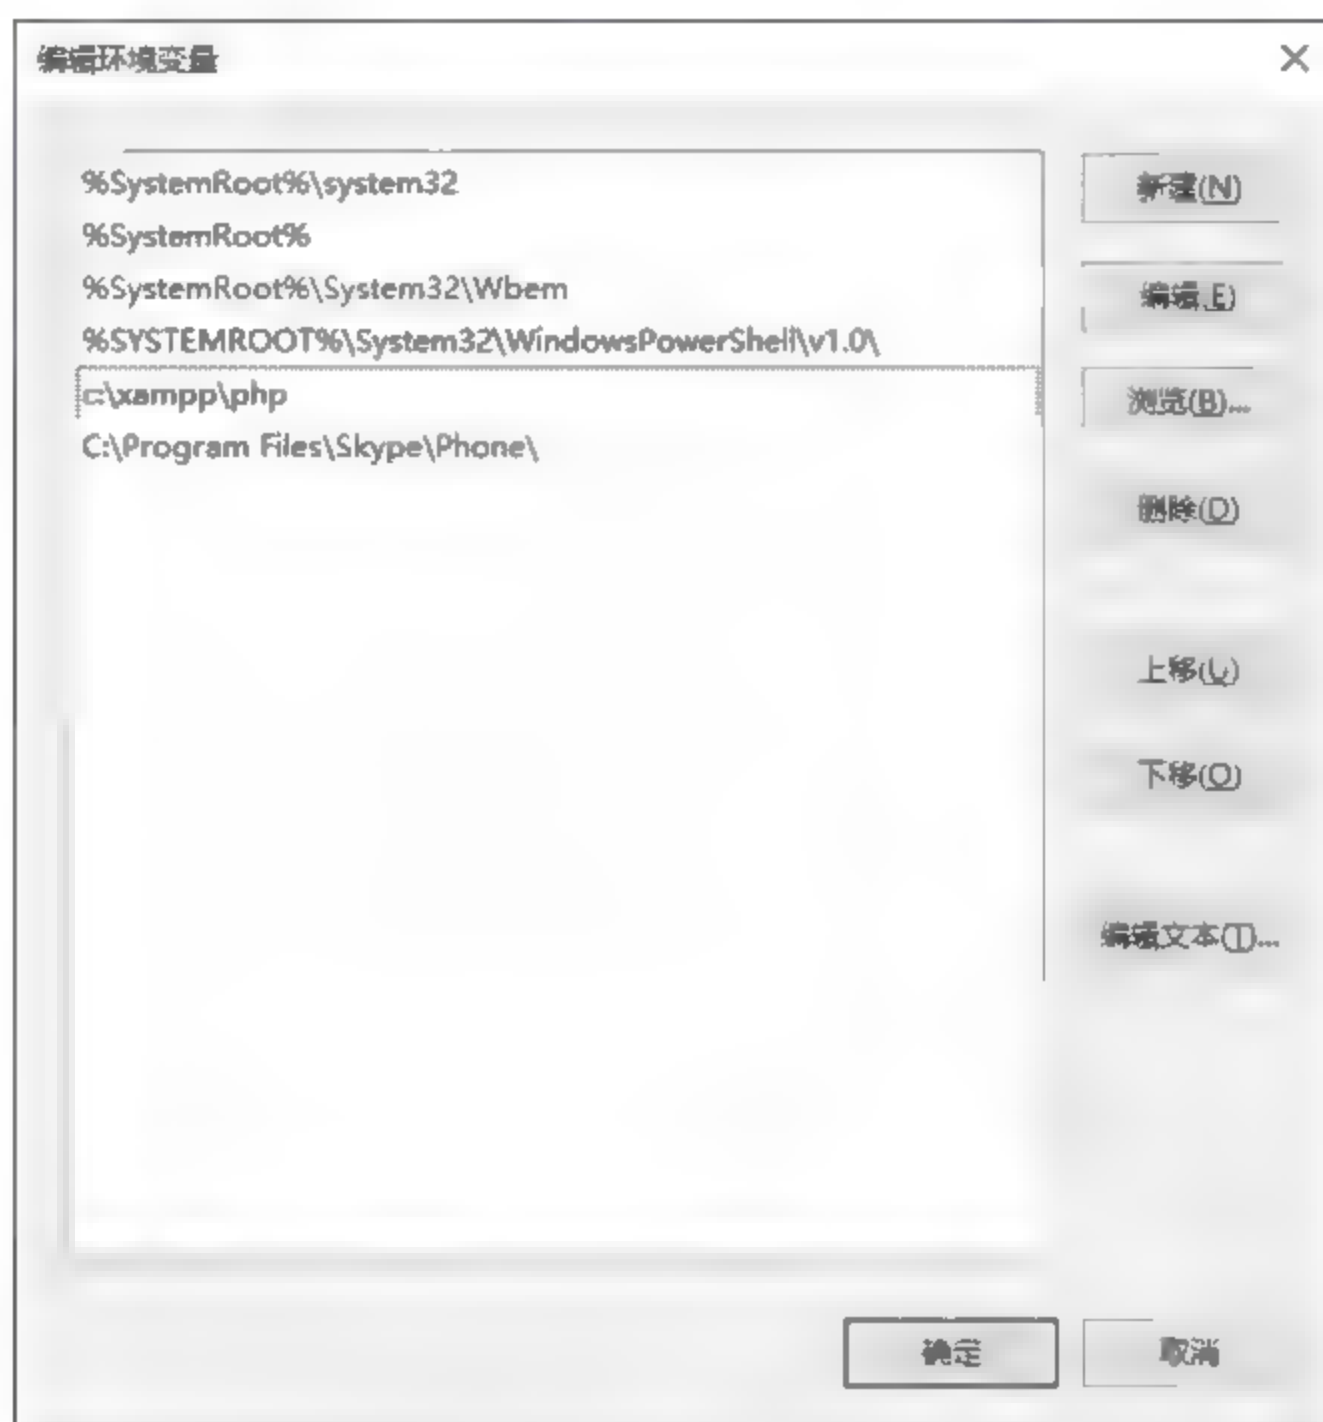 编辑环境变量
%SystemRoot%\system32
%SystemRoot%
%SystemRoot%\System32\Wbem
%SYSTEMROOT%\System32\WindowsPowerShell\v1.0\
c:\xampp\php
C:\Program Files\Skype\Phone\
新建(N)
编辑(E)
浏览(B)...
删除(D)
上移(U)
下移(O)
编辑文本(T)...
确定
取消